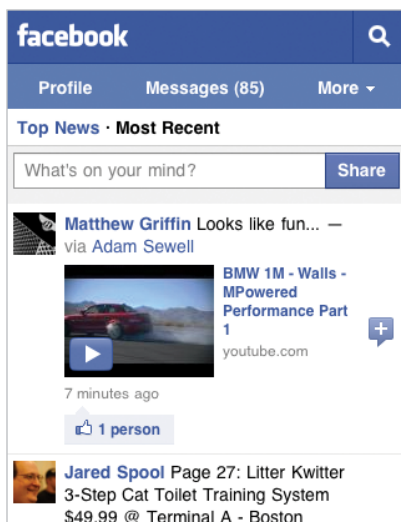 facebook
Profile Messages (85) More
Top News · Most Recent
What's on your mind? Share
Matthew Griffin Looks like fun... —
via Adam Sewell
BMW 1M - Walls -
MPowered
Performance Part
1
youtube.com
7 minutes ago
1 person
Jared Spool Page 27: Litter Kwitter
3-Step Cat Toilet Training System
$49.99 @ Terminal A - Boston